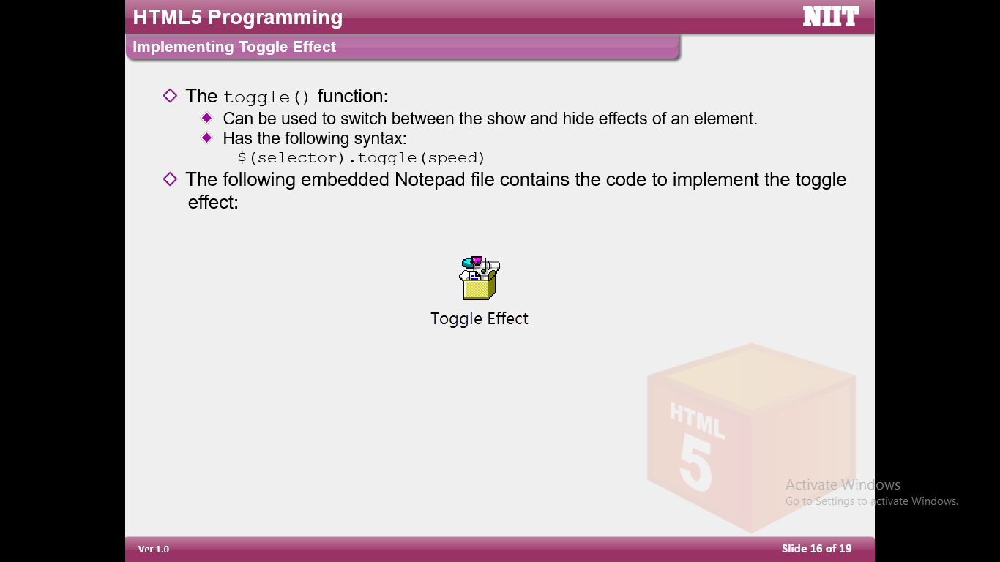 HTML5 Programming
NIIT
Implementing Toggle Effect
The toggle() function:
Can be used to switch between the show and hide effects of an element.
Has the following syntax:
$(selector).toggle(speed)
The following embedded Notepad file contains the code to implement the toggle
effect:
Toggle Effect
HTML
5
Activate Windows
Go to Settings to activate Windows.
Ver 1.0
Slide 16 of 19